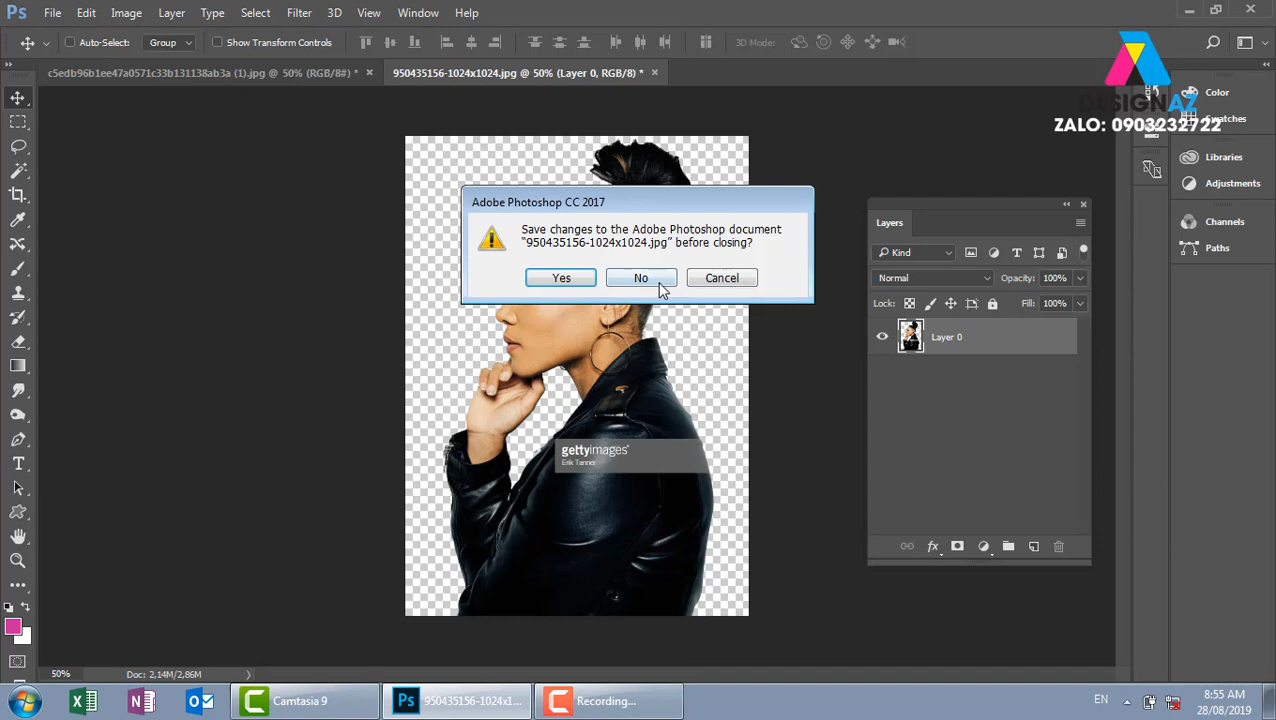 Ps File Edit Image Layer Type Select Filter 3D View Window Help
Auto-Select: Group Show Transform Controls 3D Mode:
c5edb96b1ee47a0571c33b131138ab3a (1).jpg @ 50% (RGB/8#) * 950435156-1024x1024.jpg @ 50% (Layer 0, RGB/8) *
DESIGNAZ
ZALO: 0903232722
Color
Swatches
Libraries
Adjustments
Channels
Paths
Adobe Photoshop CC 2017
Save changes to the Adobe Photoshop document
“950435156-1024x1024.jpg” before closing?
Yes No Cancel
Layers
Kind
Normal Opacity: 100%
Lock: Fill: 100%
Layer 0
gettyimages®
Erik Tanner
50% Doc: 2,14M/2,86M
Camtasia 9 Ps 950435156-1024x1... Recording...
EN 8:55 AM
28/08/2019